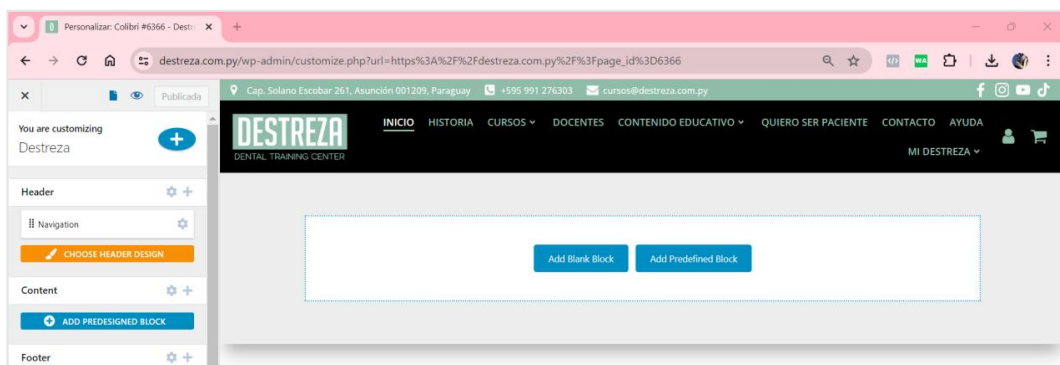 Personalizar: Colibri #6366 - Destr
destreza.com.py/wp-admin/customize.php?url=https%3A%2F%2Fdestreza.com.py%2F%3Fpage_id%3D6366
WA
Publicada
Cap. Solano Escobar 261, Asunción 001209, Paraguay +595 991 276303 cursos@destreza.com.py
You are customizing
Destreza
DESTREZA
DENTAL TRAINING CENTER
INICIO HISTORIA CURSOS DOCENTES CONTENIDO EDUCATIVO QUIERO SER PACIENTE CONTACTO AYUDA
MI DESTREZA
Header
Navigation
CHOOSE HEADER DESIGN
Add Blank Block Add Predefined Block
Content
ADD PREDESIGNED BLOCK
Footer